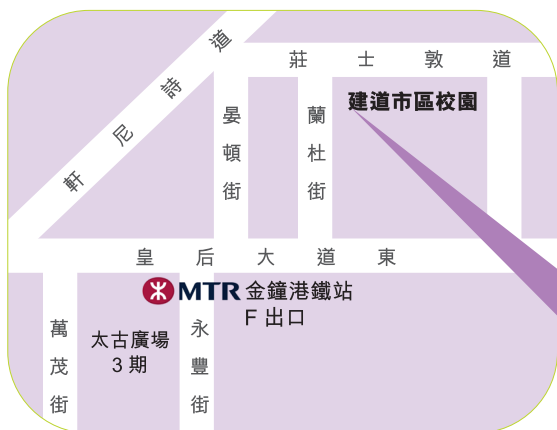 軒尼詩道
莊士敦道
建道市區校園
晏頓街
蘭杜街
皇后大道東
MTR 金鐘港鐵站
F 出口
萬茂街
太古廣場
3 期
永豐街